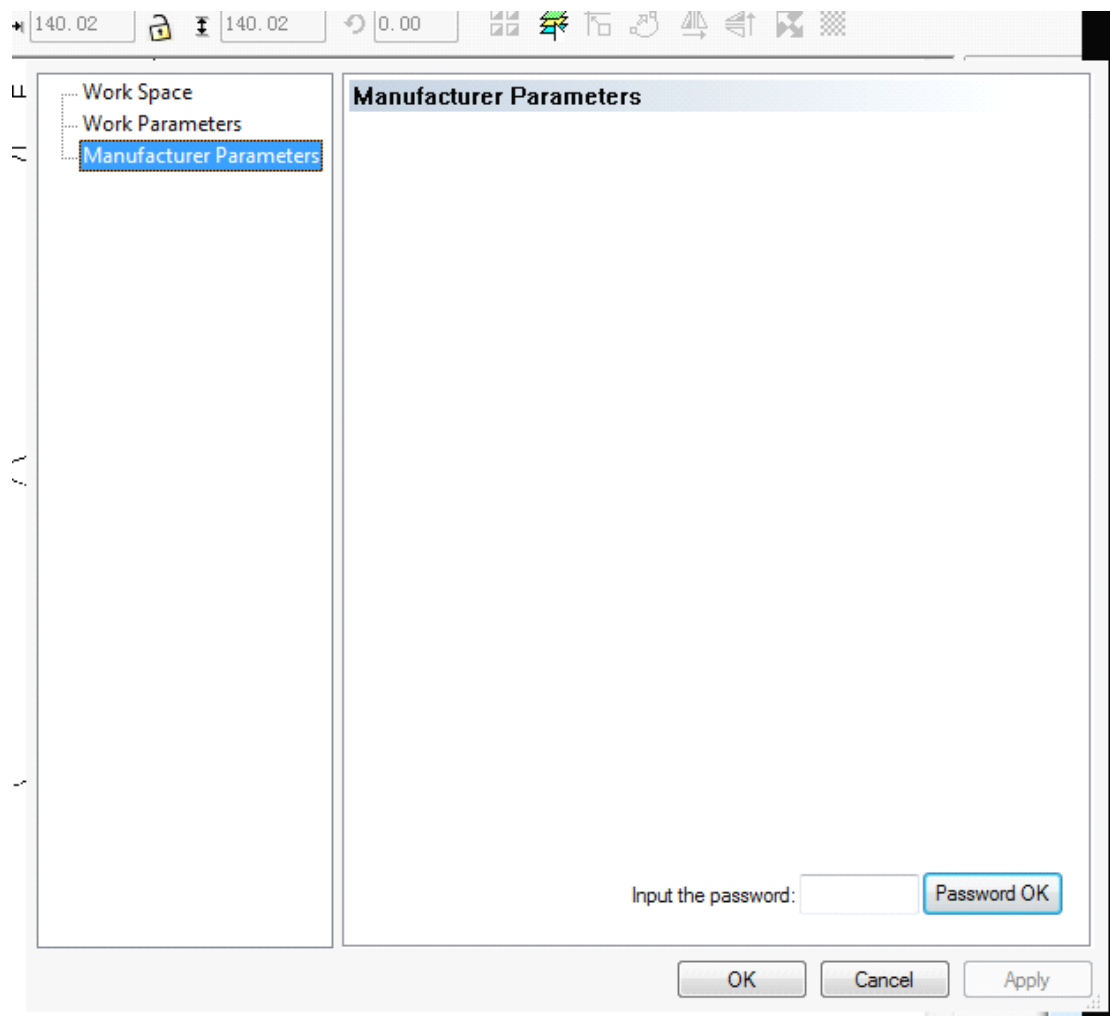 140.02 140.02 0.00
Work Space
Work Parameters
Manufacturer Parameters
Manufacturer Parameters
Input the password: Password OK
OK Cancel Apply